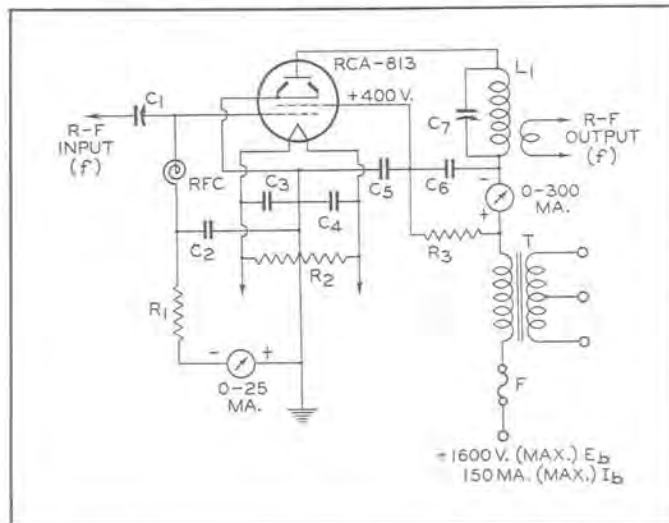 RCA-813
L1
+400 V.
C1
C7
R-F
INPUT
(f)
R-F
OUTPUT
(f)
C3
C5
C6
RFC
C4
-
0-300
MA.
+
C2
R2
R3
T
R1
- +
0-25
MA.
F
+1600 V. (MAX.) Eb
150 MA. (MAX.) Ib